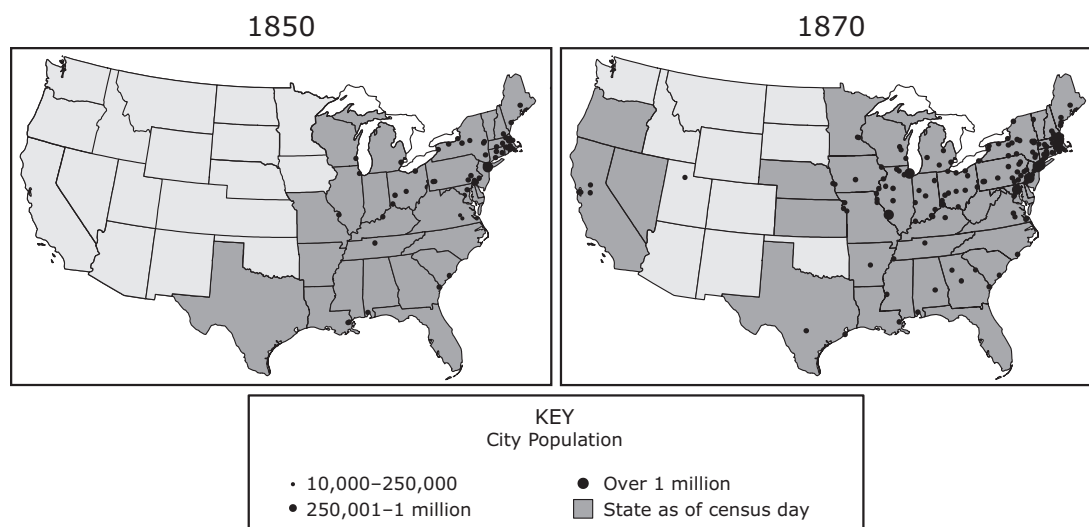 1850
1870
KEY
City Population
10,000–250,000
250,001–1 million
Over 1 million
State as of census day